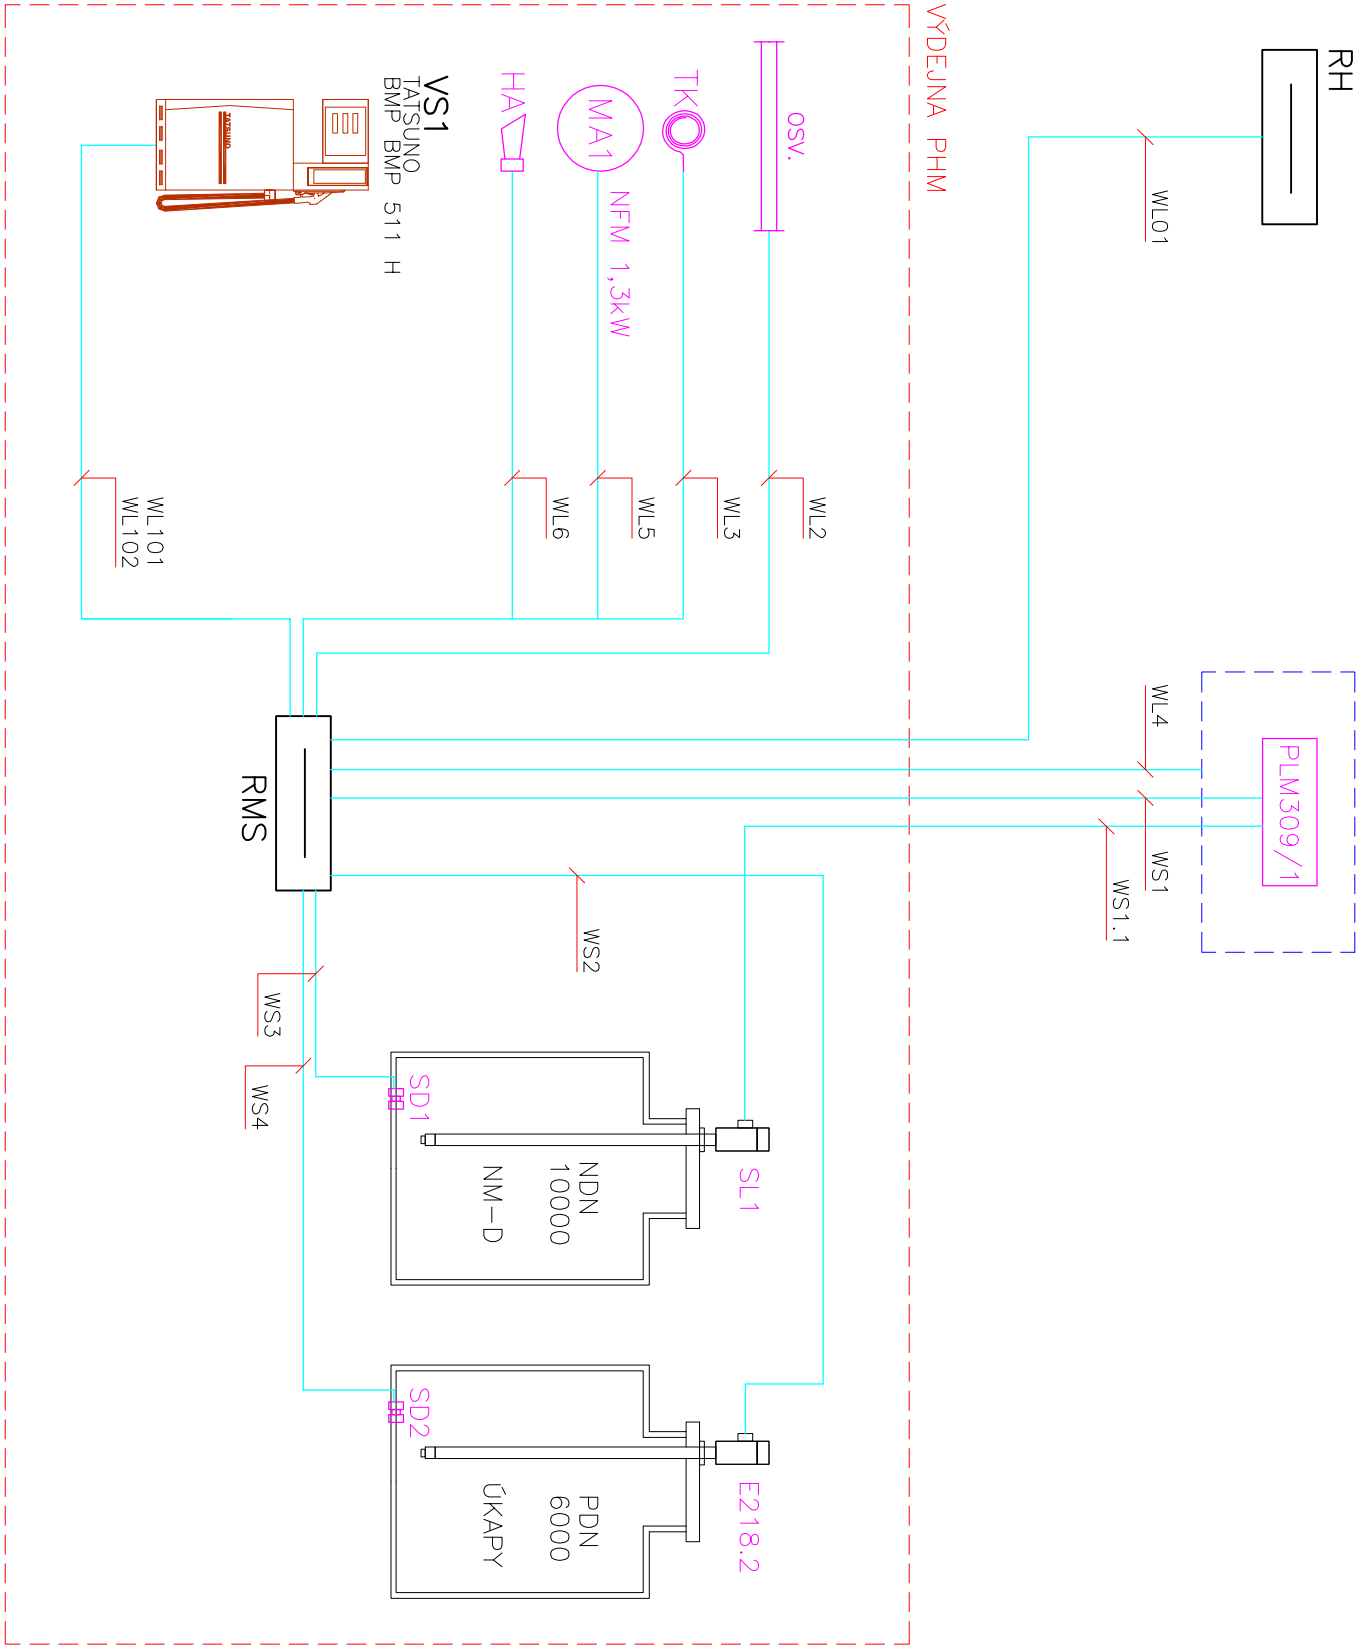 RH
WL01
VÝDEJNA PHM
OSV.
TK
MA1
NFM 1,3kW
HA
VS1
TATSUNO
BMP BMP 511 H
TATSUNO
WL2
WL3
WL5
WL6
WL101
WL102
PLM309/1
WL4
WS1
WS1.1
RMS
WS2
WS3
WS4
SL1
SD1
NDN
10000
NM-D
E218.2
SD2
PDN
6000
ÚKAPY